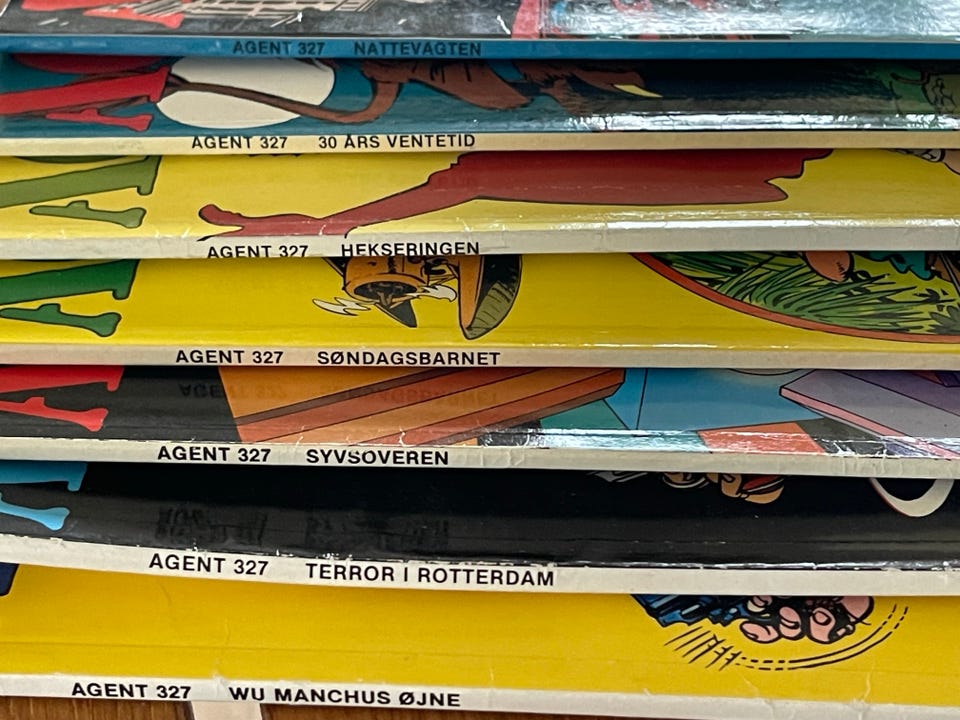 AGENT 327 NATTEVAGTEN
AGENT 327 30 ÅRS VENTETID
AGENT 327 HEKSERINGEN
AGENT 327 SØNDAGSBARNET
AGENT 327 SYVSOVEREN
AGENT 327 TERROR I ROTTERDAM
AGENT 327 WU MANCHUS ØJNE